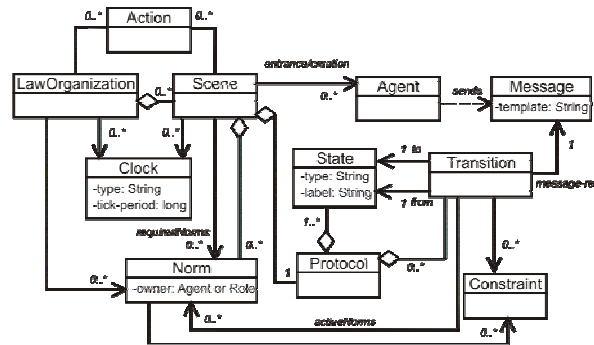 0..* Action 0..*
entrance/creation
LawOrganization 0..* Scene Agent sends Message
0..* -template: String
0..* 0..* 1
Clock State 1 to Transition
-type: String -type: String message-re
-tick-period: long -label: String 1 from
requiredNorms 1..* 0..*
0..* 0..* 1 Protocol 0..*
Norm Constraint
0..* -owner: Agent or Role
0..* activeNorms 0..*